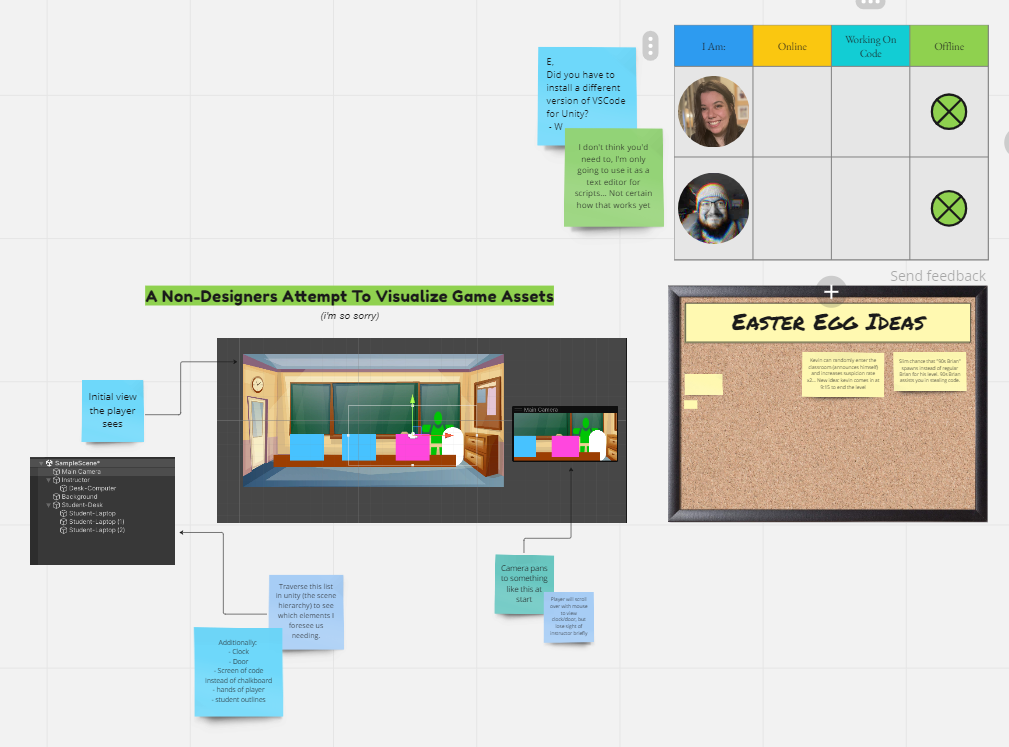 E,
Did you have to
install a different
version of VSCode
for Unity?
- W
I don't think you'd
need to, I'm only
going to use it as a
text editor for
scripts... Not certain
how that works yet
I Am:
Online
Working On
Code
Offline
Send feedback
A Non-Designers Attempt To Visualize Game Assets
(i'm so sorry)
Initial view
the player
sees
Main Camera
SampleScene*
Main Camera
Instructor
Desk-Computer
Background
Student-Desk
Student-Laptop
Student-Laptop (1)
Student-Laptop (2)
Traverse this list
in unity (the scene
hierarchy) to see
which elements I
foresee us
needing.
Additionally:
- Clock
- Door
- Screen of code
instead of chalkboard
- hands of player
- student outlines
Camera pans
to something
like this at
start
Player will scroll
over with mouse
to view
clock/door, but
lose sight of
instructor briefly
Easter Egg Ideas
Kevin can randomly enter the
classroom (announces himself)
and increases suspicion rate
x2... New idea: kevin comes in at
9:15 to end the level
Slim chance that "90s Brian"
spawns instead of regular
Brian for his level. 90s Brian
assists you in stealing code.